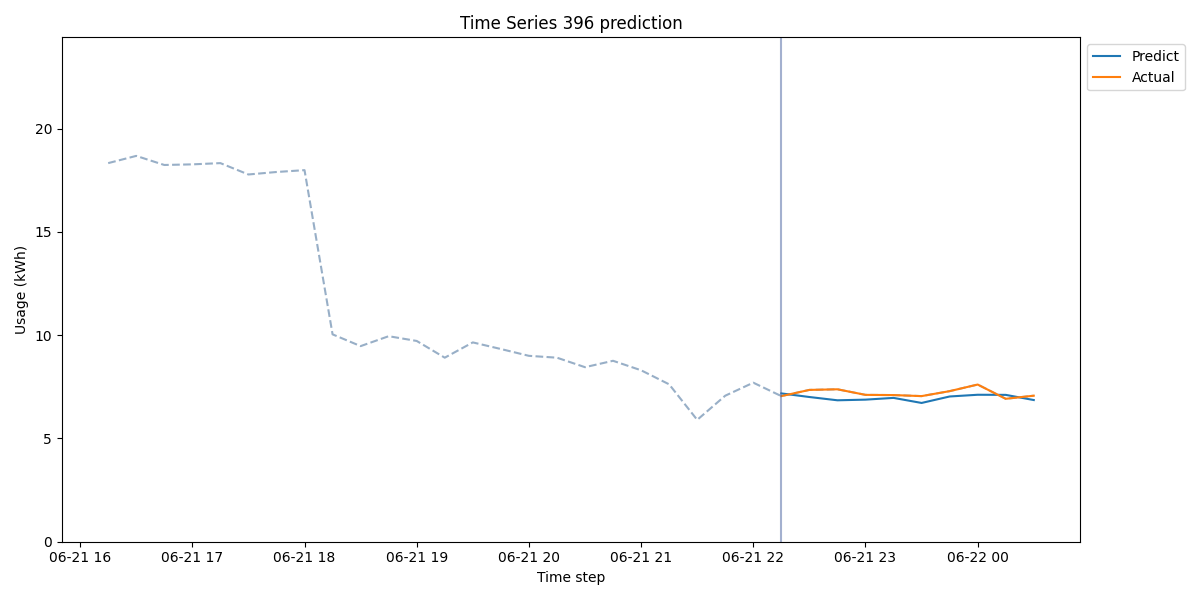 Time Series 396 prediction
Predict
Actual
Usage (kWh)
20
15
10
5
0
06-21 16
06-21 17
06-21 18
06-21 19
06-21 20
06-21 21
06-21 22
06-21 23
06-22 00
Time step